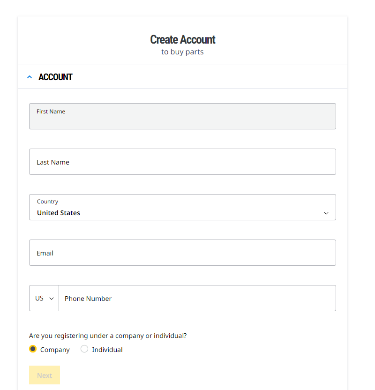 Create Account
to buy parts
ACCOUNT
First Name
Last Name
Country
United States
Email
US Phone Number
Are you registering under a company or individual?
Company Individual
Next